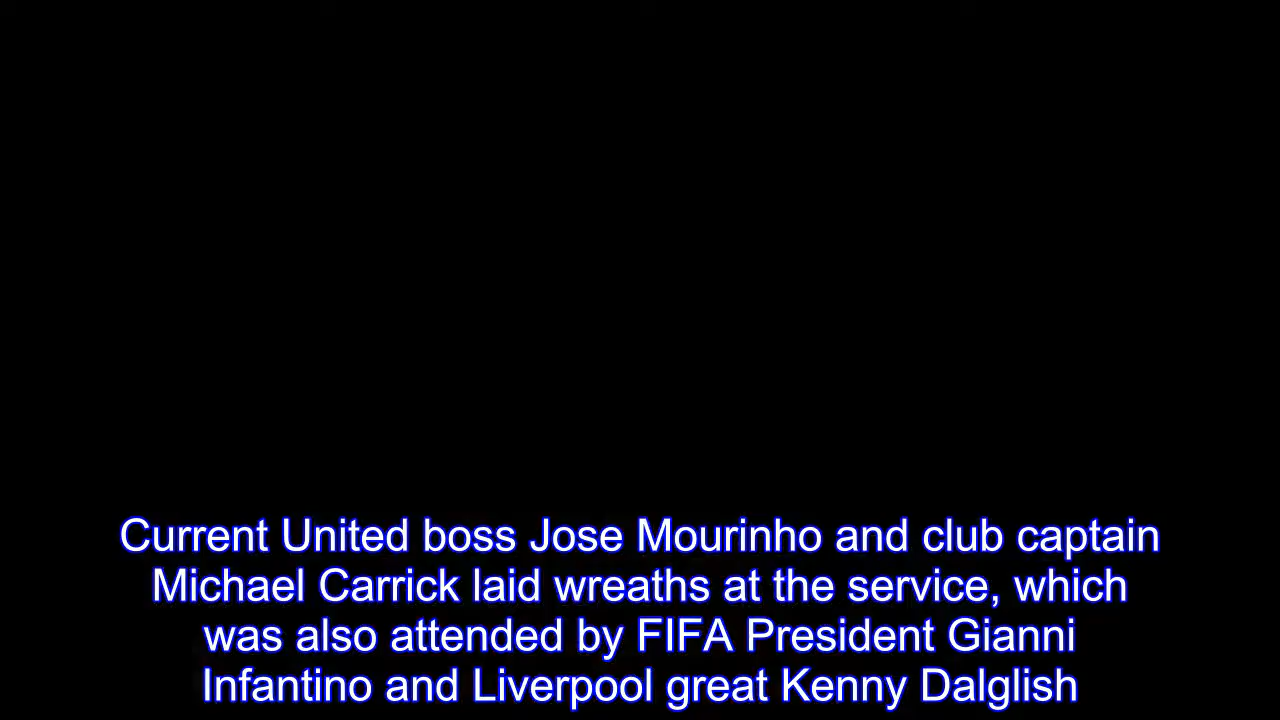 Current United boss Jose Mourinho and club captain
Michael Carrick laid wreaths at the service, which
was also attended by FIFA President Gianni
Infantino and Liverpool great Kenny Dalglish